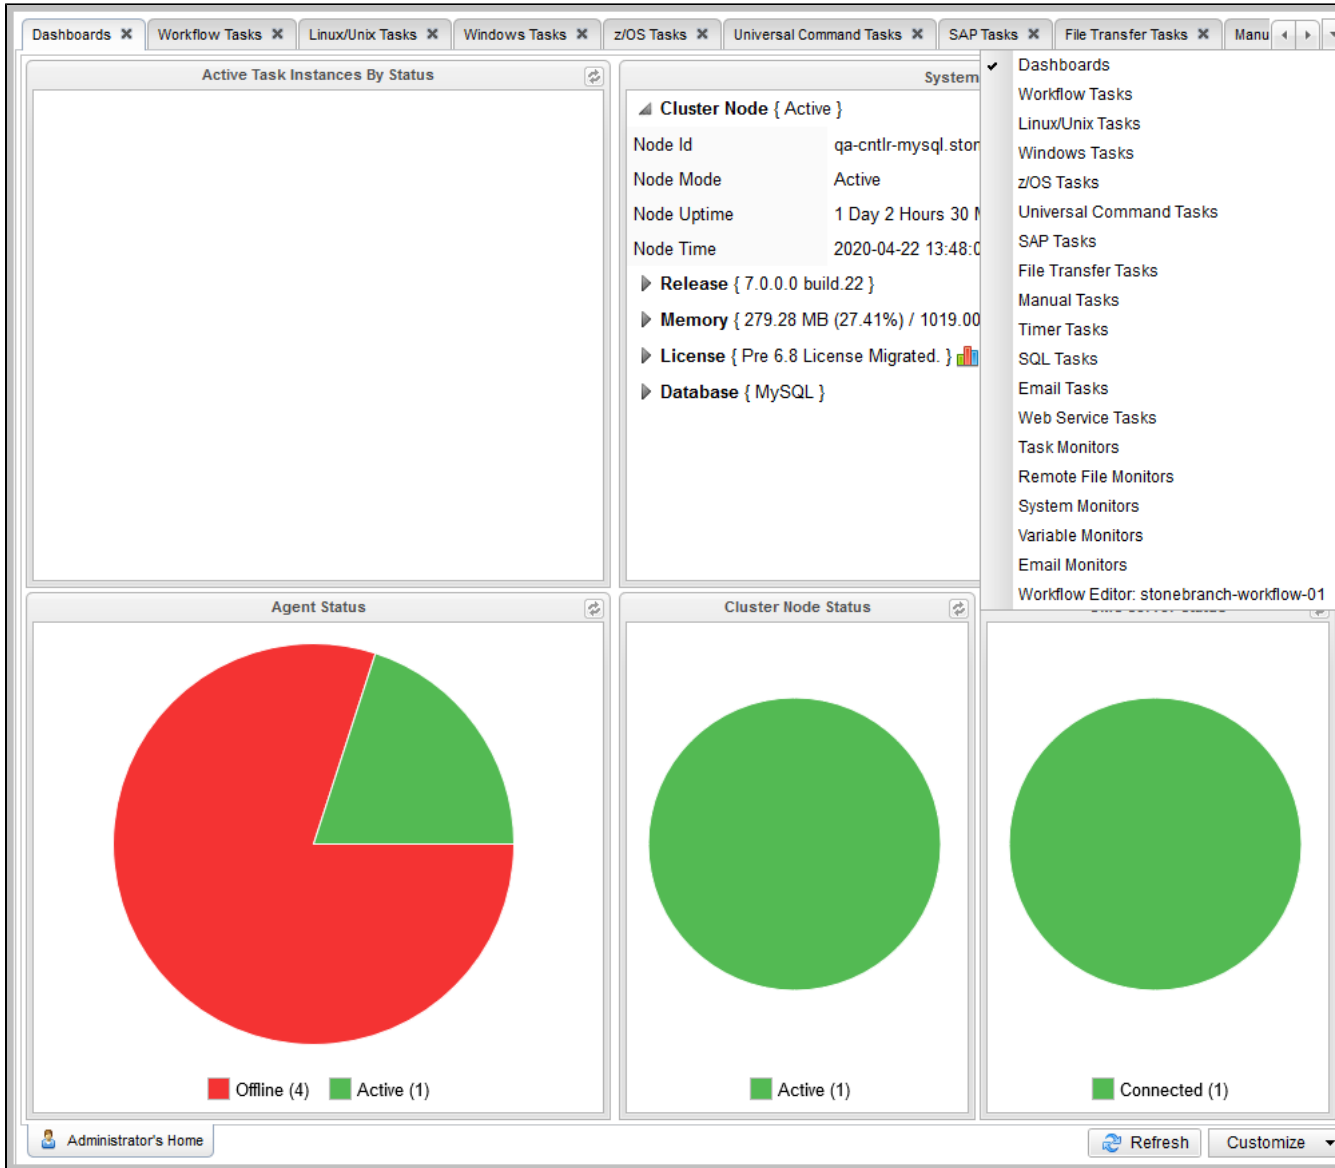 Dashboards
Workflow Tasks
Linux/Unix Tasks
Windows Tasks
z/OS Tasks
Universal Command Tasks
SAP Tasks
File Transfer Tasks
Manu
Active Task Instances By Status
System
Cluster Node { Active }
Node Id qa-cntlr-mysql.ston
Node Mode Active
Node Uptime 1 Day 2 Hours 30 M
Node Time 2020-04-22 13:48:0
Release { 7.0.0.0 build.22 }
Memory { 279.28 MB (27.41%) / 1019.00
License { Pre 6.8 License Migrated. }
Database { MySQL }
Dashboards
Workflow Tasks
Linux/Unix Tasks
Windows Tasks
z/OS Tasks
Universal Command Tasks
SAP Tasks
File Transfer Tasks
Manual Tasks
Timer Tasks
SQL Tasks
Email Tasks
Web Service Tasks
Task Monitors
Remote File Monitors
System Monitors
Variable Monitors
Email Monitors
Workflow Editor: stonebranch-workflow-01
Agent Status
Offline (4) Active (1)
Cluster Node Status
Active (1)
Connected (1)
Administrator's Home
Refresh
Customize